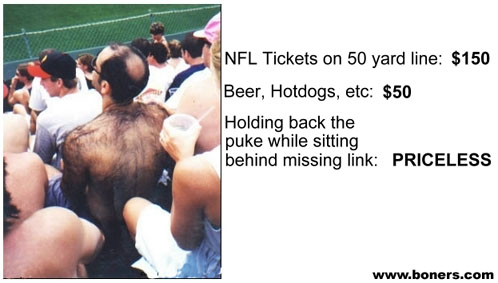 NFL Tickets on 50 yard line: $150
Beer, Hotdogs, etc: $50
Holding back the
puke while sitting
behind missing link: PRICELESS
www.boners.com